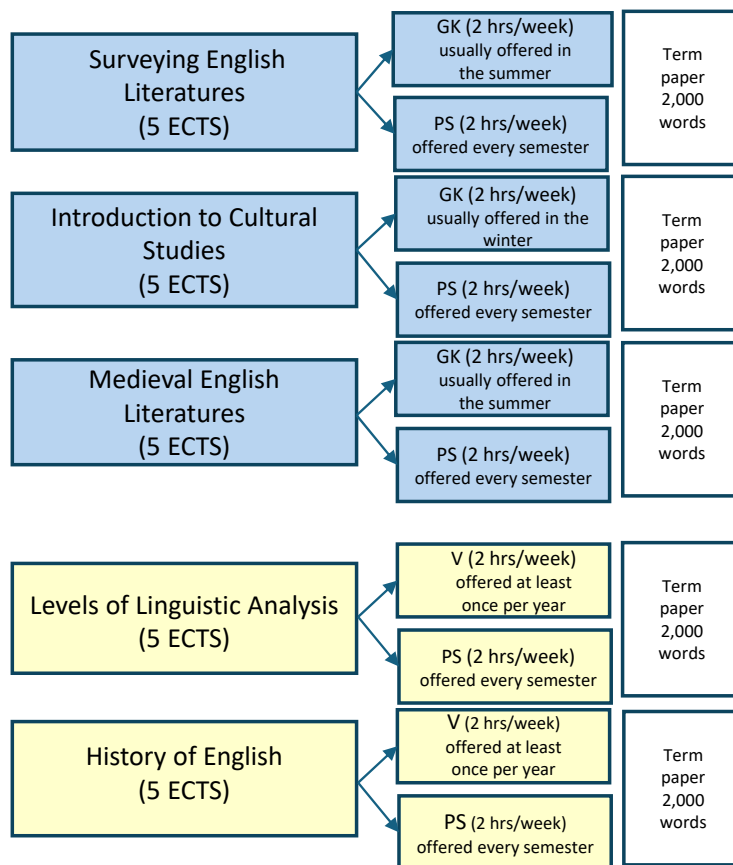 Surveying English
Literatures
(5 ECTS)
GK (2 hrs/week)
usually offered in
the summer
PS (2 hrs/week)
offered every semester
Term
paper
2,000
words
Introduction to Cultural
Studies
(5 ECTS)
GK (2 hrs/week)
usually offered in the
winter
PS (2 hrs/week)
offered every semester
Term
paper
2,000
words
Medieval English
Literatures
(5 ECTS)
GK (2 hrs/week)
usually offered in
the summer
PS (2 hrs/week)
offered every semester
Term
paper
2,000
words
Levels of Linguistic Analysis
(5 ECTS)
V (2 hrs/week)
offered at least
once per year
PS (2 hrs/week)
offered every semester
Term
paper
2,000
words
History of English
(5 ECTS)
V (2 hrs/week)
offered at least
once per year
PS (2 hrs/week)
offered every semester
Term
paper
2,000
words